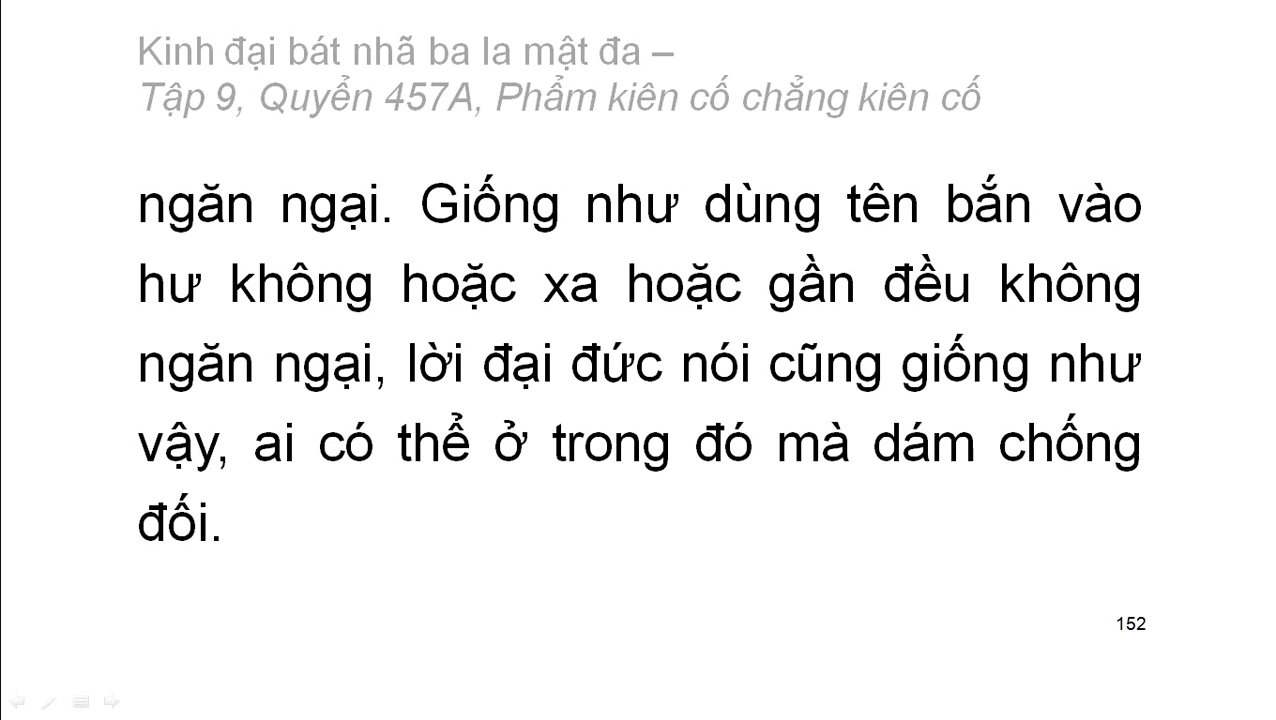 Kinh đại bát nhã ba la mật đa –
Tập 9, Quyển 457A, Phẩm kiên cố chẳng kiên cố
ngăn ngại. Giống như dùng tên bắn vào
hư không hoặc xa hoặc gần đều không
ngăn ngại, lời đại đức nói cũng giống như
vậy, ai có thể ở trong đó mà dám chống
đối.
152